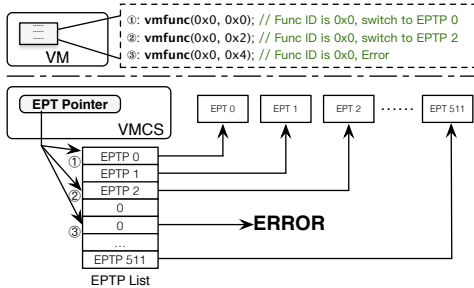 VM
①: vmfunc(0x0, 0x0); // Func ID is 0x0, switch to EPTP 0
②: vmfunc(0x0, 0x2); // Func ID is 0x0, switch to EPTP 2
③: vmfunc(0x0, 0x4); // Func ID is 0x0, Error
EPT Pointer
VMCS
EPT 0
EPT 1
EPT 2
······
EPT 511
①
②
③
EPTP 0
EPTP 1
EPTP 2
0
0
...
EPTP 511
ERROR
EPTP List